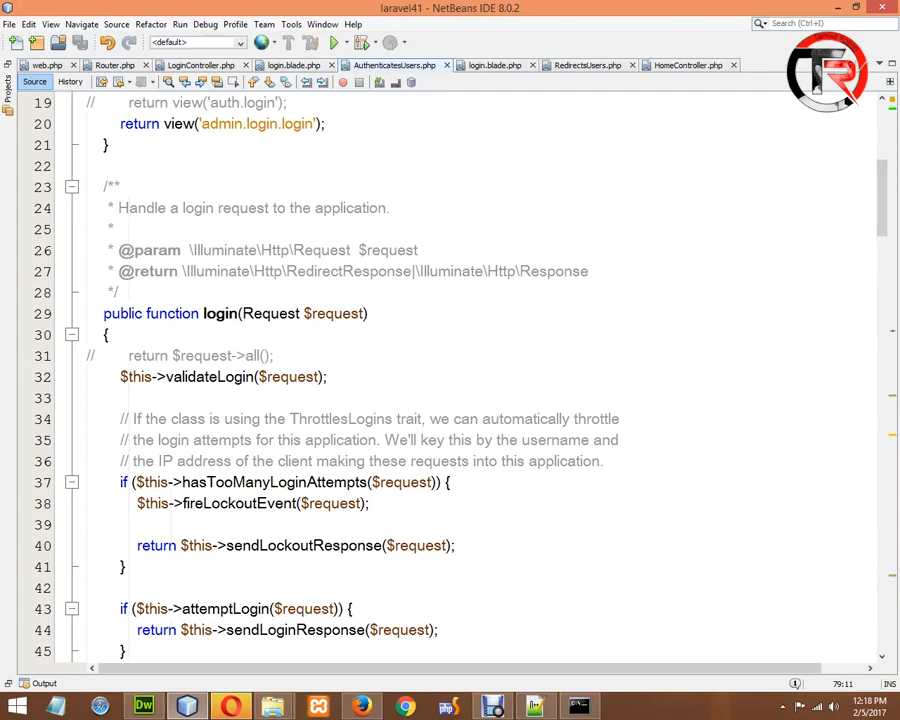 laravel41 - NetBeans IDE 8.0.2
File Edit View Navigate Source Refactor Run Debug Profile Team Tools Window Help
Search (Ctrl+I)
<default>
web.php Router.php LoginController.php login.blade.php AuthenticatesUsers.php login.blade.php RedirectsUsers.php HomeController.php
Source History
Projects
19 // return view('auth.login');
20 return view('admin.login.login');
21 }
22
23 /**
24 * Handle a login request to the application.
25 *
26 * @param \Illuminate\Http\Request $request
27 * @return \Illuminate\Http\RedirectResponse|\Illuminate\Http\Response
28 */
29 public function login(Request $request)
30 {
31 // return $request->all();
32 $this->validateLogin($request);
33
34 // If the class is using the ThrottlesLogins trait, we can automatically throttle
35 // the login attempts for this application. We'll key this by the username and
36 // the IP address of the client making these requests into this application.
37 if ($this->hasTooManyLoginAttempts($request)) {
38 $this->fireLockoutEvent($request);
39
40 return $this->sendLockoutResponse($request);
41 }
42
43 if ($this->attemptLogin($request)) {
44 return $this->sendLoginResponse($request);
45 }
Output
79:11 INS
Dw
12:18 PM
2/5/2017